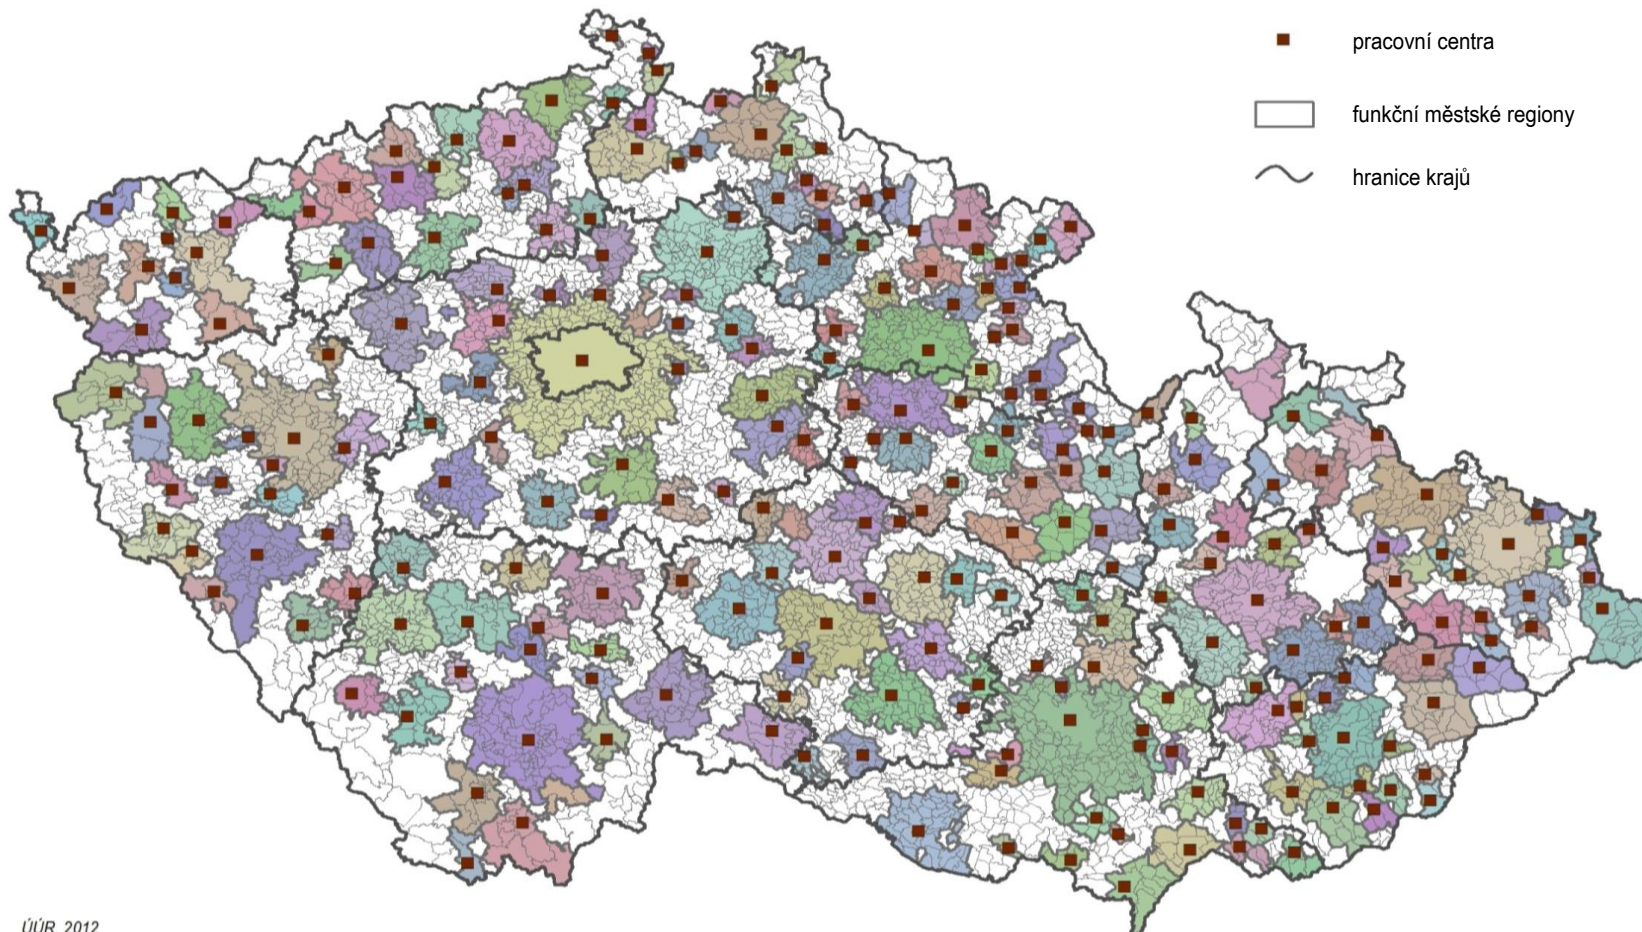 pracovní centra
funkční městské regiony
hranice krajů
ÚÚR, 2012